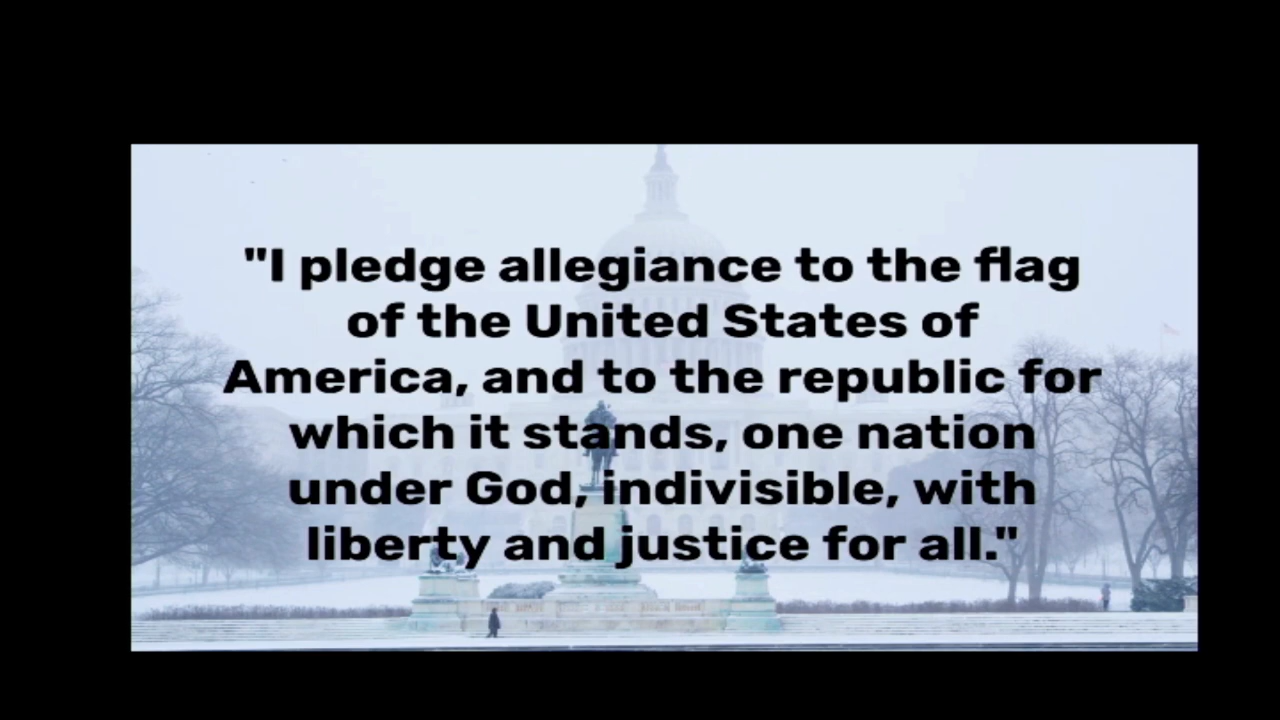 "I pledge allegiance to the flag
of the United States of
America, and to the republic for
which it stands, one nation
under God, indivisible, with
liberty and justice for all."